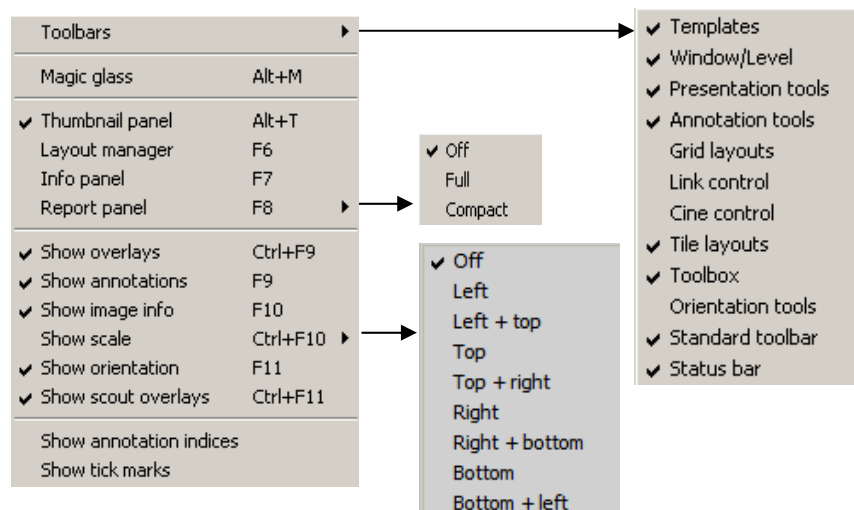 Toolbars
Magic glass Alt+M
Thumbnail panel Alt+T
Layout manager F6
Info panel F7
Report panel F8
Show overlays Ctrl+F9
Show annotations F9
Show image info F10
Show scale Ctrl+F10
Show orientation F11
Show scout overlays Ctrl+F11
Show annotation indices
Show tick marks
Off
Full
Compact
Off
Left
Left + top
Top
Top + right
Right
Right + bottom
Bottom
Bottom + left
Templates
Window/Level
Presentation tools
Annotation tools
Grid layouts
Link control
Cine control
Tile layouts
Toolbox
Orientation tools
Standard toolbar
Status bar